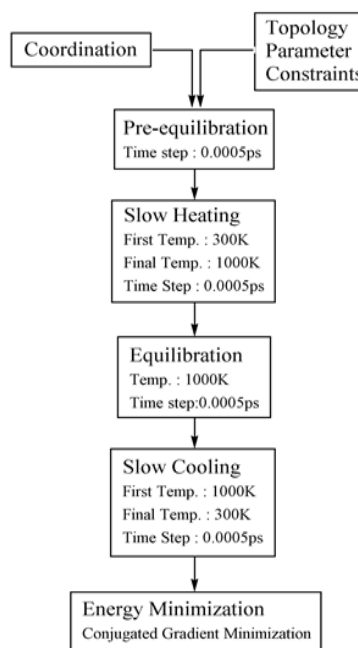 Coordination
Topology
Parameter
Constraints
Pre-equilibration
Time step : 0.0005ps
Slow Heating
First Temp. : 300K
Final Temp. : 1000K
Time Step : 0.0005ps
Equilibration
Temp. : 1000K
Time step:0.0005ps
Slow Cooling
First Temp. : 1000K
Final Temp. : 300K
Time Step : 0.0005ps
Energy Minimization
Conjugated Gradient Minimization